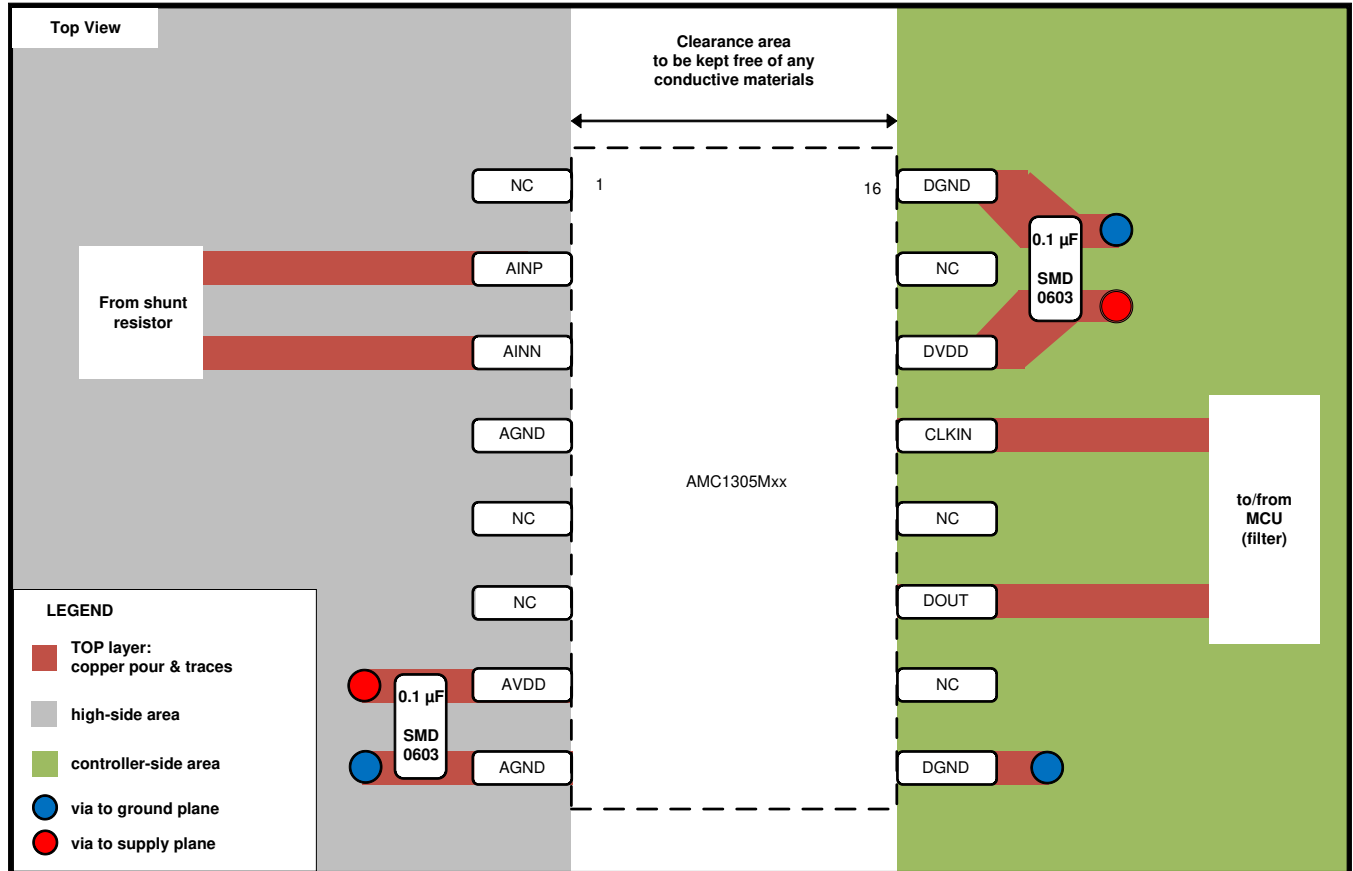 Top View
Clearance area
to be kept free of any
conductive materials
NC
1
16
DGND
0.1 µF
SMD
0603
AINP
NC
From shunt
resistor
AINN
DVDD
AGND
CLKIN
AMC1305Mxx
NC
NC
to/from
MCU
(filter)
NC
DOUT
AVDD
NC
0.1 µF
SMD
0603
AGND
DGND
LEGEND
TOP layer:
copper pour & traces
high-side area
controller-side area
via to ground plane
via to supply plane